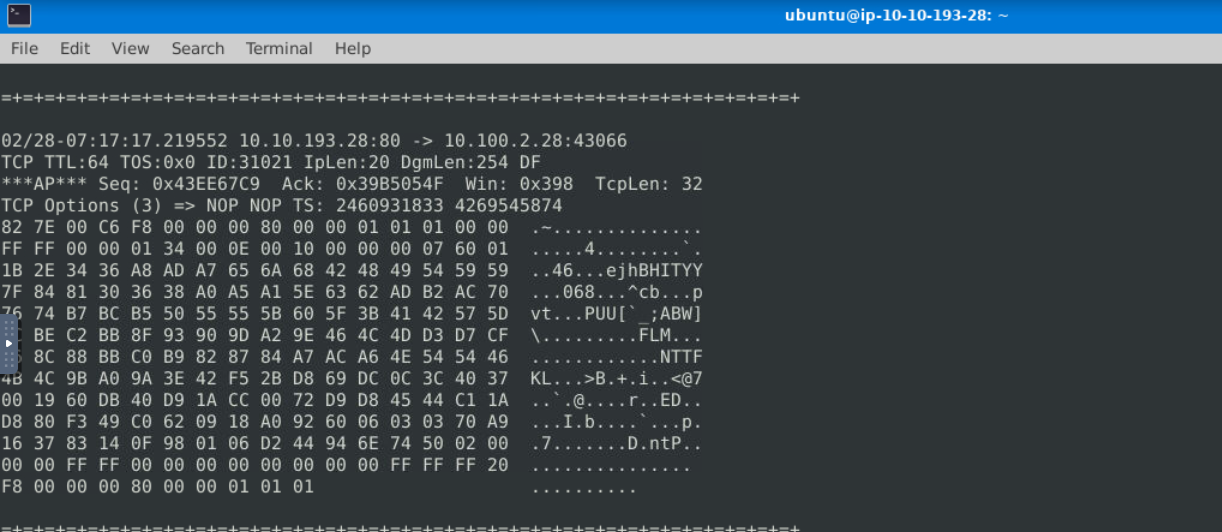 ubuntu@ip-10-10-193-28: ~
File Edit View Search Terminal Help
=+=+=+=+=+=+=+=+=+=+=+=+=+=+=+=+=+=+=+=+=+=+=+=+=+=+=+=+=+=+=+=+=+=+=+=+=+
02/28-07:17:17.219552 10.10.193.28:80 -> 10.100.2.28:43066
TCP TTL:64 TOS:0x0 ID:31021 IpLen:20 DgmLen:254 DF
***AP*** Seq: 0x43EE67C9  Ack: 0x39B5054F  Win: 0x398  TcpLen: 32
TCP Options (3) => NOP NOP TS: 2460931833 4269545874
82 7E 00 C6 F8 00 00 00 80 00 00 01 01 01 00 00  .~..............
FF FF 00 00 01 34 00 0E 00 10 00 00 00 07 60 01  .....4........`.
1B 2E 34 36 A8 AD A7 65 6A 68 42 48 49 54 59 59  ..46...ejhBHITYY
7F 84 81 30 36 38 A0 A5 A1 5E 63 62 AD B2 AC 70  ...068...^cb...p
76 74 B7 BC B5 50 55 55 5B 60 5F 3B 41 42 57 5D  vt...PUU[`_;ABW]
BE C2 BB 8F 93 90 9D A2 9E 46 4C 4D D3 D7 CF  \.........FLM...
8C 88 BB C0 B9 82 87 84 A7 AC A6 4E 54 54 46  ............NTTF
4B 4C 9B A0 9A 3E 42 F5 2B D8 69 DC 0C 3C 40 37  KL...>B.+.i..<@7
00 19 60 DB 40 D9 1A CC 00 72 D9 D8 45 44 C1 1A  ..`.@....r..ED..
D8 80 F3 49 C0 62 09 18 A0 92 60 06 03 03 70 A9  ...I.b....`...p.
16 37 83 14 0F 98 01 06 D2 44 94 6E 74 50 02 00  .7.......D.ntP..
00 00 FF FF 00 00 00 00 00 00 00 00 FF FF FF 20  ...............
F8 00 00 00 80 00 00 01 01 01  ..........
=+=+=+=+=+=+=+=+=+=+=+=+=+=+=+=+=+=+=+=+=+=+=+=+=+=+=+=+=+=+=+=+=+=+=+=+=+